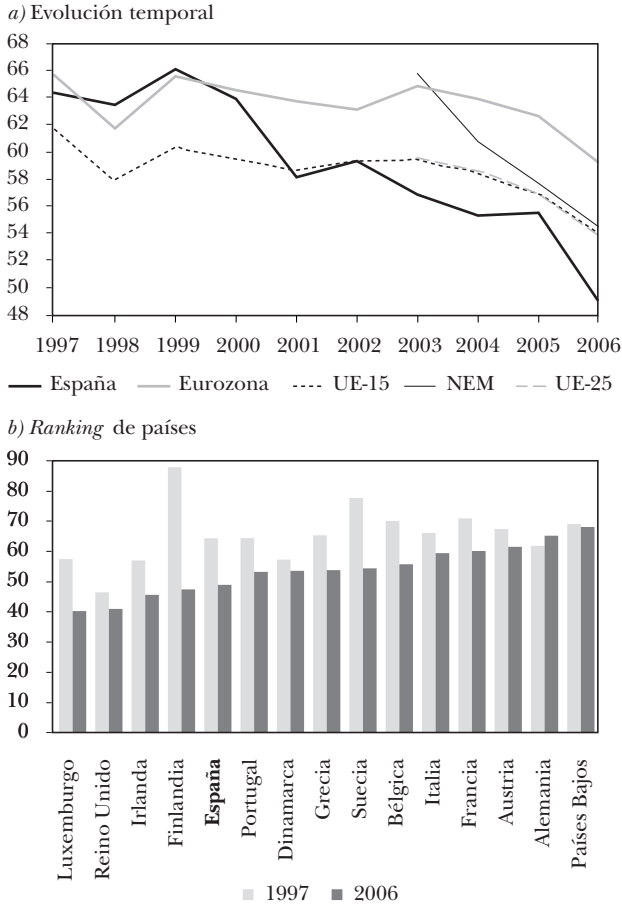 a) Evolución temporal
68
66
64
62
60
58
56
54
52
50
48
1997 1998 1999 2000 2001 2002 2003 2004 2005 2006
España Eurozona UE-15 NEM UE-25
b) Ranking de países
90
80
70
60
50
40
30
20
10
0
Luxemburgo
Reino Unido
Irlanda
Finlandia
España
Portugal
Dinamarca
Grecia
Suecia
Bélgica
Italia
Francia
Austria
Alemania
Países Bajos
1997 2006